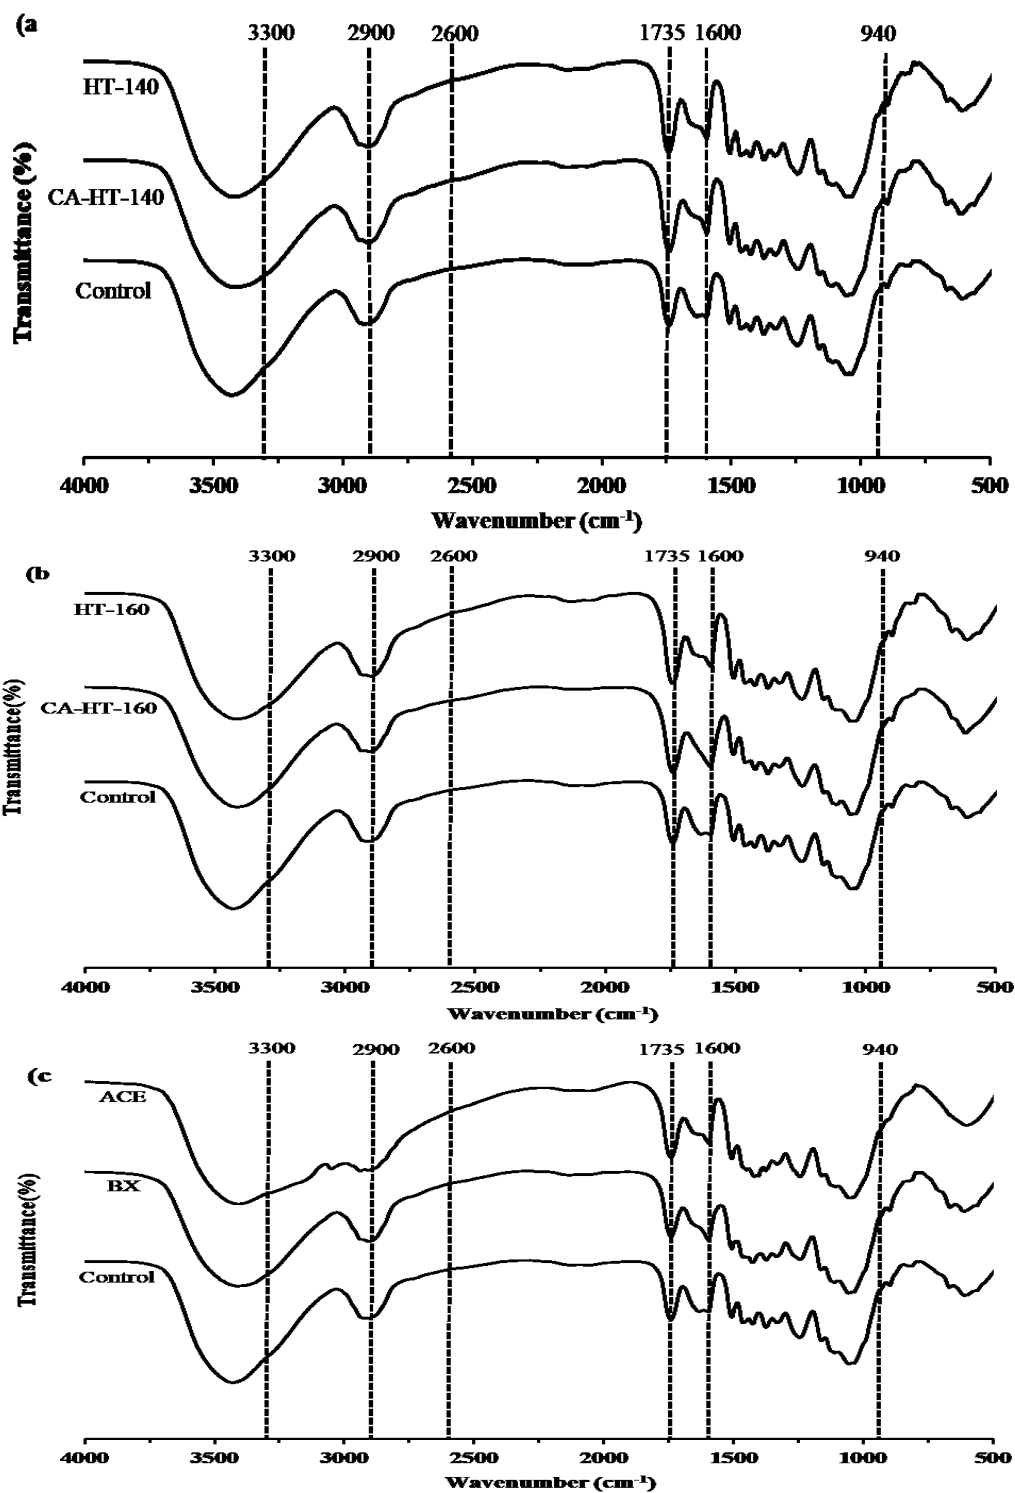 (a
3300 2900 2600 1735 1600 940
HT-140
CA-HT-140
Control
Transmittance (%)
4000 3500 3000 2500 2000 1500 1000 500
Wavenumber (cm-1)
(b
3300 2900 2600 1735 1600 940
HT-160
CA-HT-160
Control
Transmittance(%)
4000 3500 3000 2500 2000 1500 1000 500
Wavenumber (cm-1)
(c
3300 2900 2600 1735 1600 940
ACE
BX
Control
Transmittance(%)
4000 3500 3000 2500 2000 1500 1000 500
Wavenumber (cm-1)